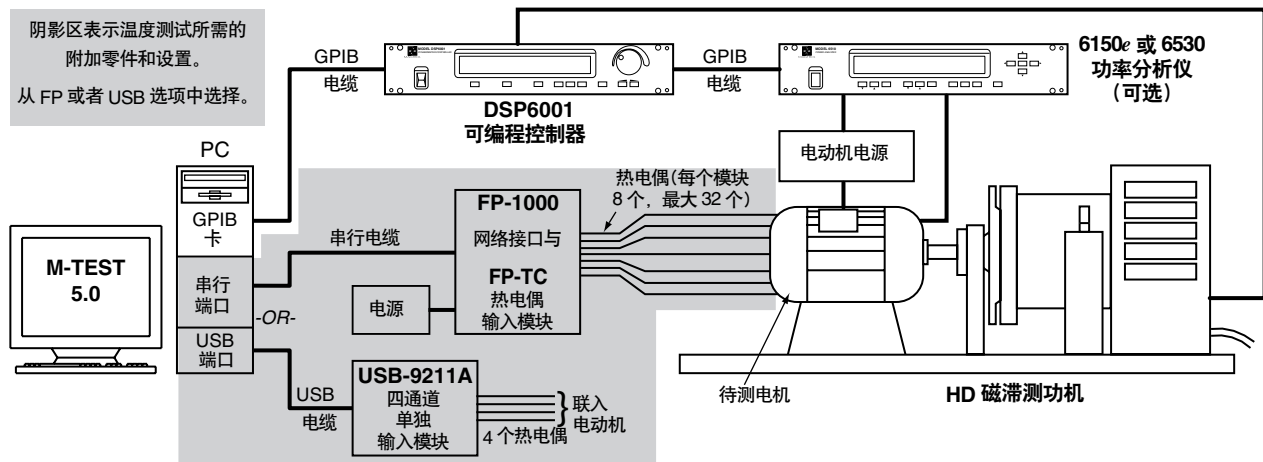 阴影区表示温度测试所需的
附加零件和设置。
从 FP 或者 USB 选项中选择。
GPIB
电缆
DSP6001
可编程控制器
GPIB
电缆
6150e 或 6530
功率分析仪
(可选)
PC
GPIB
卡
串行
端口
USB
端口
M-TEST
5.0
-OR-
串行电缆
电源
FP-1000
网络接口与
FP-TC
热电偶
输入模块
热电偶(每个模块
8 个，最大 32 个)
电动机电源
待测电机
HD 磁滞测功机
USB
电缆
USB-9211A
四通道
单独
输入模块
4 个热电偶
联入
电动机